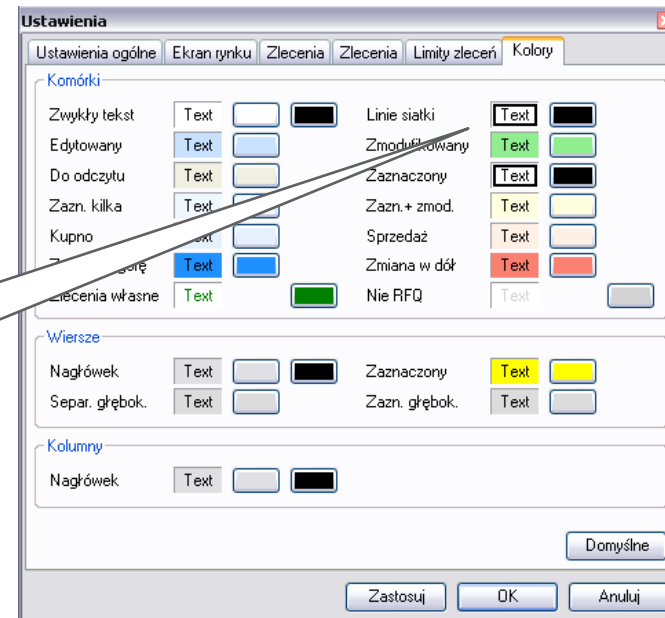 Ustawienia
Ustawienia ogólne Ekran rynku Zlecenia Zlecenia Limity zleceń Kolory
Komórki
Zwykły tekst Text Linie siatki Text
Edytowany Text Zmodyfikowany Text
Do odczytu Text Zaznaczony Text
Zazn. kilka Zazn.+ zmod. Text
Kupno Text Sprzedaż Text
Text Zmiana w dół Text
Zlecenia własne Text Nie RFQ Text
Wiersze
Nagłówek Text Zaznaczony Text
Separ. głębok. Text Zazn. głębok. Text
Kolumny
Nagłówek Text
Domyślne
Zastosuj OK Anuluj